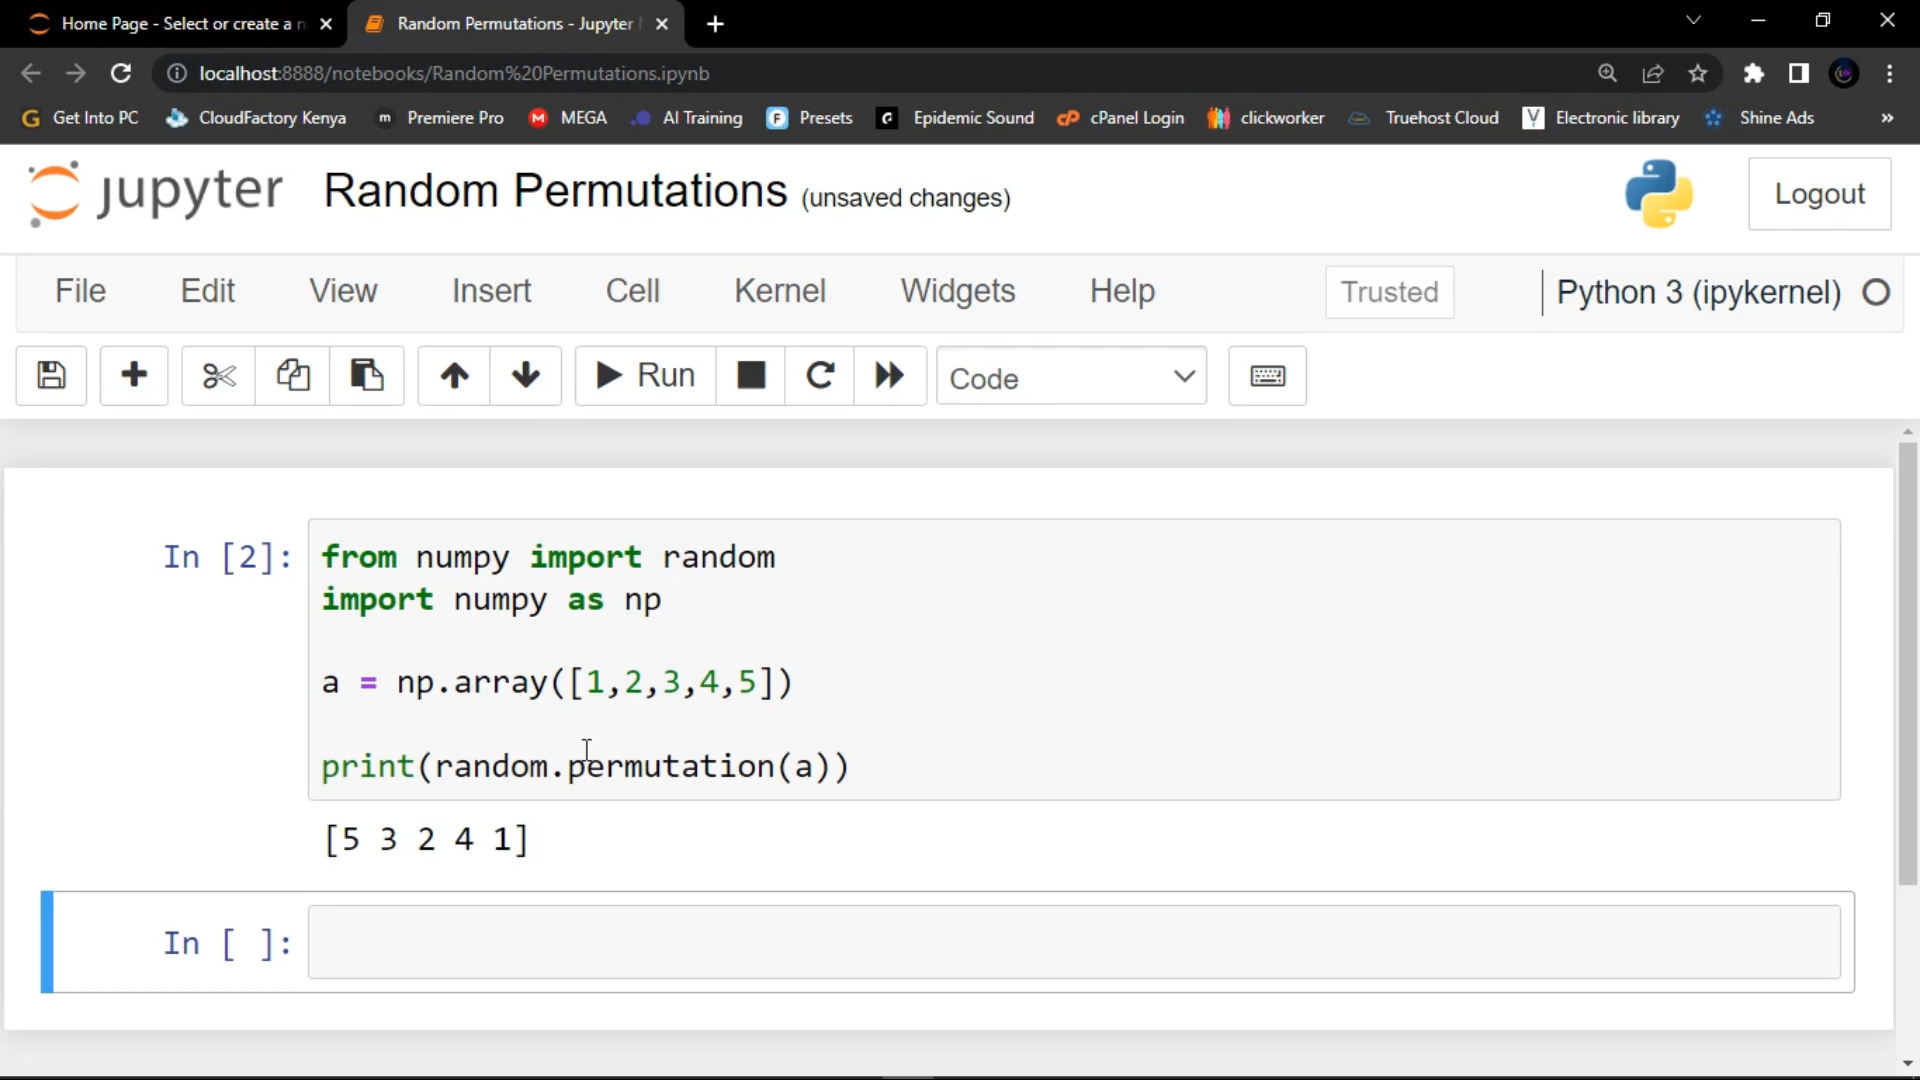 Home Page - Select or create a n
Random Permutations - Jupyter
localhost:8888/notebooks/Random%20Permutations.ipynb
Get Into PC CloudFactory Kenya Premiere Pro MEGA AI Training Presets Epidemic Sound cPanel Login clickworker Truehost Cloud Electronic library Shine Ads »
jupyter Random Permutations (unsaved changes) Logout
File Edit View Insert Cell Kernel Widgets Help Trusted Python 3 (ipykernel)
Run Code
In [2]: from numpy import random
import numpy as np
a = np.array([1,2,3,4,5])
print(random.permutation(a))
[5 3 2 4 1]
In [ ]: